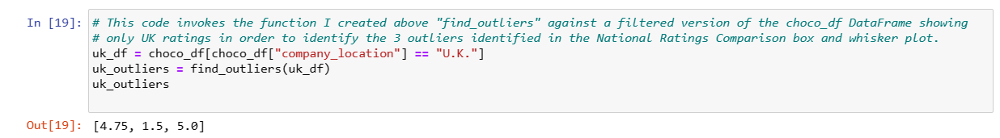 In [19]: # This code invokes the function I created above "find_outliers" against a filtered version of the choco_df DataFrame showing
# only UK ratings in order to identify the 3 outliers identified in the National Ratings Comparison box and whisker plot.
uk_df = choco_df[choco_df["company_location"] == "U.K."]
uk_outliers = find_outliers(uk_df)
uk_outliers
Out[19]: [4.75, 1.5, 5.0]